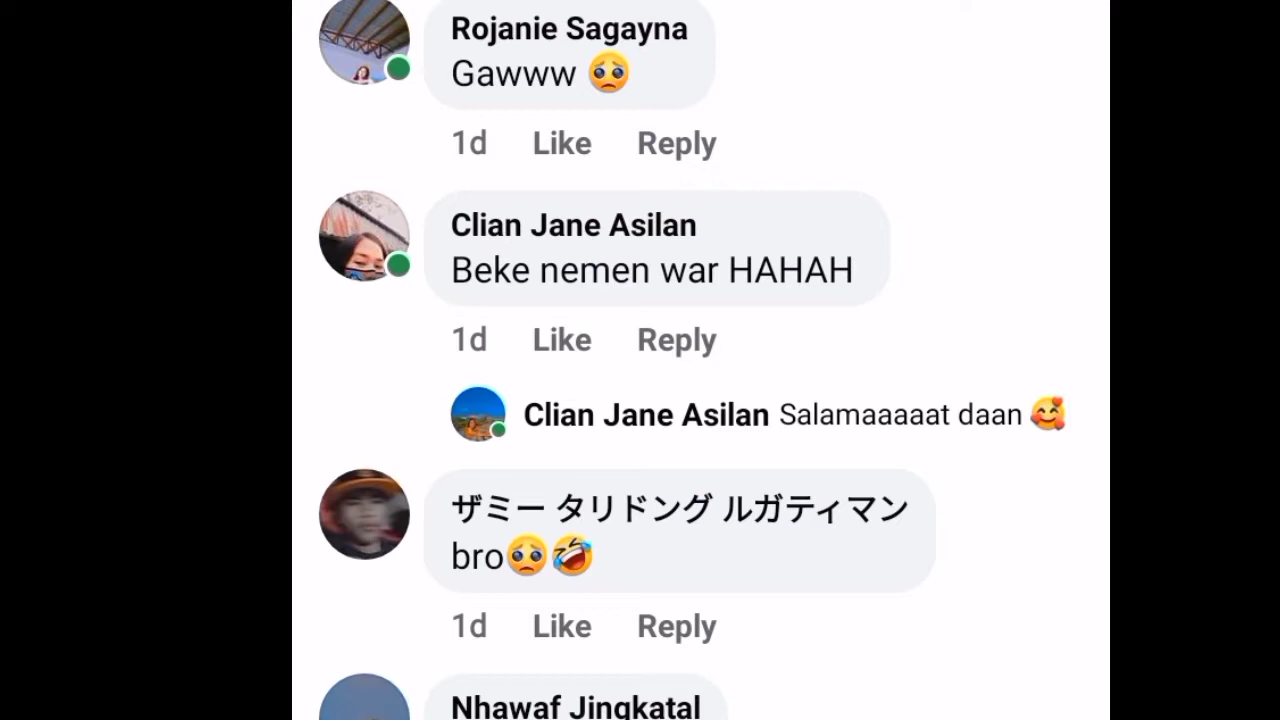 Rojanie Sagayna
Gawww 🥺
1d Like Reply
Clian Jane Asilan
Beke nemen war HAHAH
1d Like Reply
Clian Jane Asilan Salamaaaaat daan 🥰
ザミー タリドング ルガティマン
bro🥺🤣
1d Like Reply
Nhawaf Jingkatal